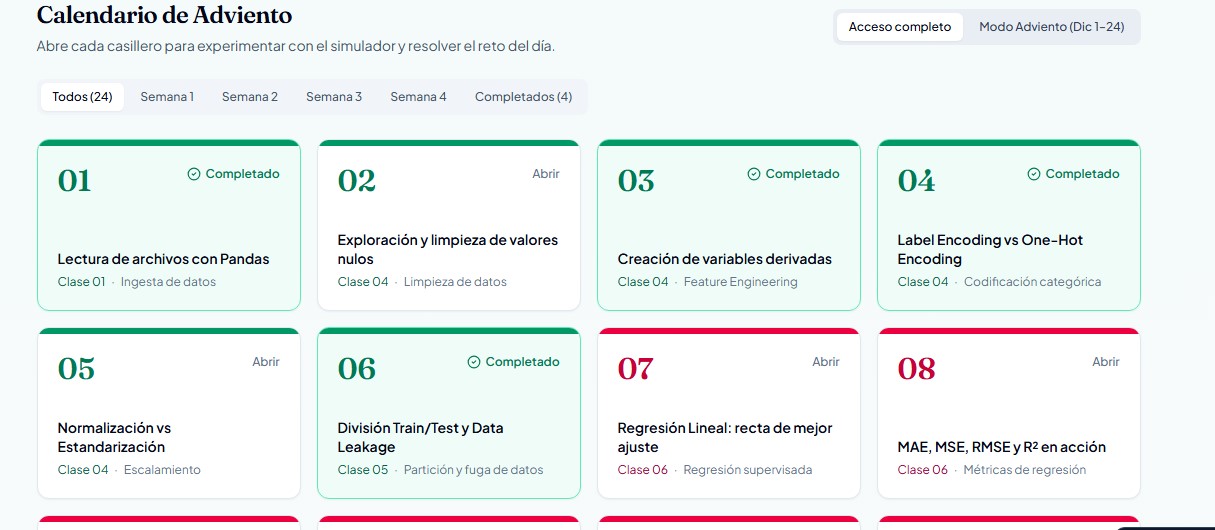 Calendario de Adviento
Abre cada casillero para experimentar con el simulador y resolver el reto del día.
Acceso completo
Modo Adviento (Dic 1–24)
Todos (24)
Semana 1
Semana 2
Semana 3
Semana 4
Completados (4)
01
Completado
Lectura de archivos con Pandas
Clase 01 · Ingesta de datos
02
Abrir
Exploración y limpieza de valores
nulos
Clase 04 · Limpieza de datos
03
Completado
Creación de variables derivadas
Clase 04 · Feature Engineering
04
Completado
Label Encoding vs One-Hot
Encoding
Clase 04 · Codificación categórica
05
Abrir
Normalización vs
Estandarización
Clase 04 · Escalamiento
06
Completado
División Train/Test y Data
Leakage
Clase 05 · Partición y fuga de datos
07
Abrir
Regresión Lineal: recta de mejor
ajuste
Clase 06 · Regresión supervisada
08
Abrir
MAE, MSE, RMSE y R² en acción
Clase 06 · Métricas de regresión